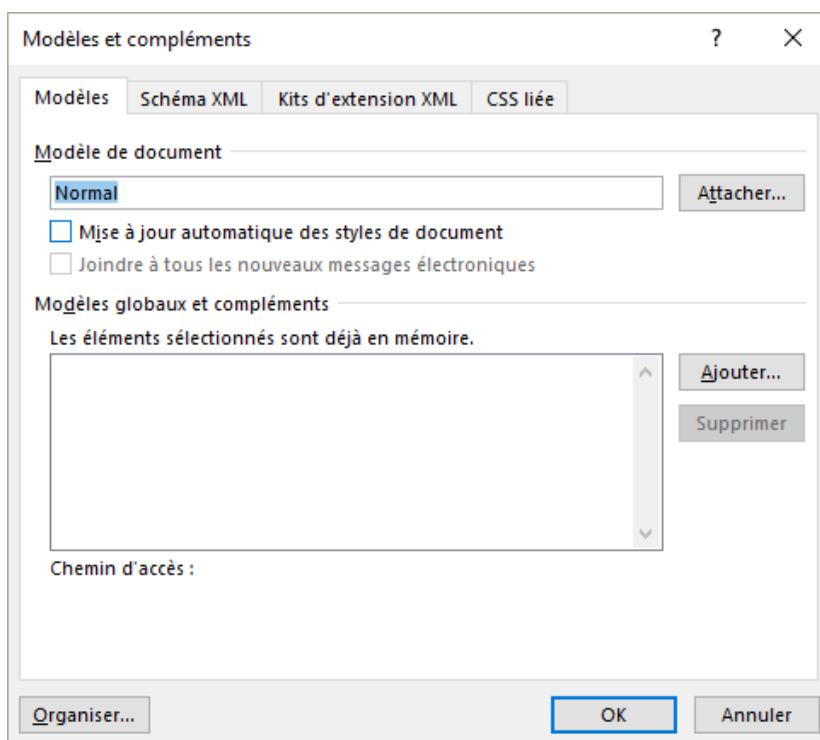 Modèles et compléments ?
Modèles Schéma XML Kits d'extension XML CSS liée
Modèle de document
Normal Attacher...
Mise à jour automatique des styles de document
Joindre à tous les nouveaux messages électroniques
Modèles globaux et compléments
Les éléments sélectionnés sont déjà en mémoire.
Ajouter...
Supprimer
Chemin d'accès :
Organiser... OK Annuler